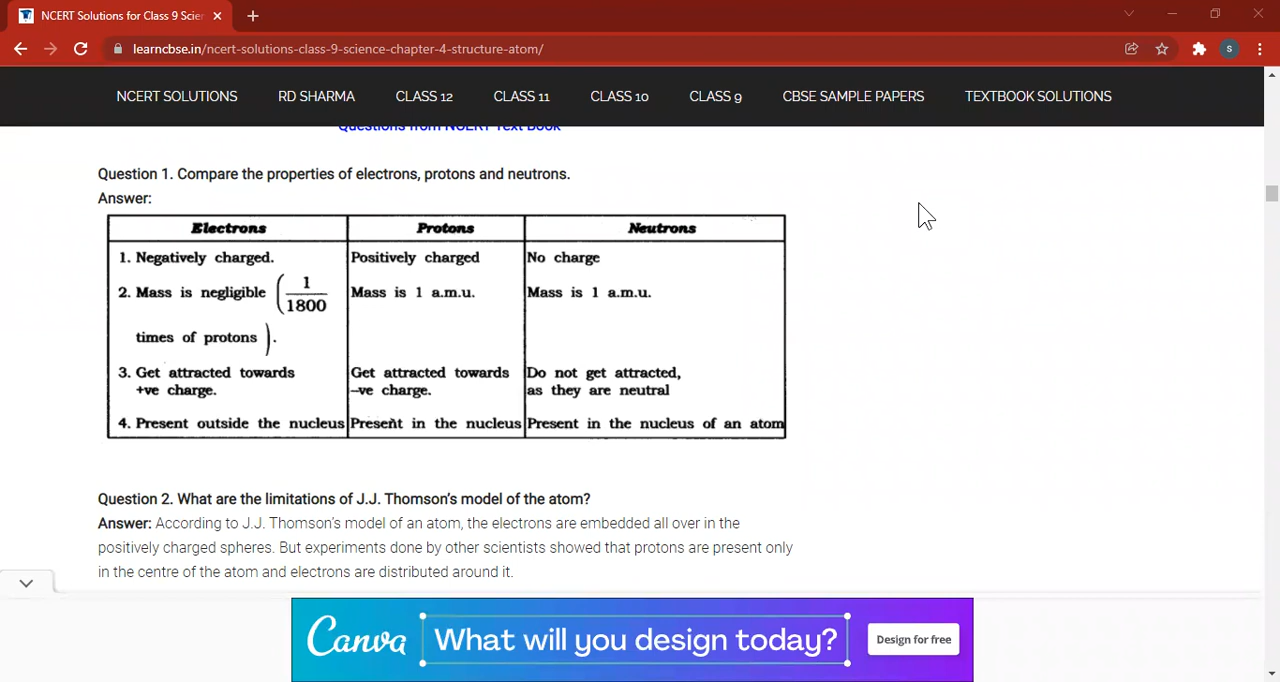 NCERT Solutions for Class 9 Scie
learncbse.in/ncert-solutions-class-9-science-chapter-4-structure-atom/
S
NCERT SOLUTIONS RD SHARMA CLASS 12 CLASS 11 CLASS 10 CLASS 9 CBSE SAMPLE PAPERS TEXTBOOK SOLUTIONS
Questions from NCERT Text Book
Question 1. Compare the properties of electrons, protons and neutrons.
Answer:
Electrons Protons Neutrons
1. Negatively charged. Positively charged No charge
2. Mass is negligible (1/1800 Mass is 1 a.m.u. Mass is 1 a.m.u.
times of protons ).
3. Get attracted towards Get attracted towards Do not get attracted,
+ve charge. –ve charge. as they are neutral
4. Present outside the nucleus Present in the nucleus Present in the nucleus of an atom
Question 2. What are the limitations of J.J. Thomson's model of the atom?
Answer: According to J.J. Thomson's model of an atom, the electrons are embedded all over in the
positively charged spheres. But experiments done by other scientists showed that protons are present only
in the centre of the atom and electrons are distributed around it.
Canva What will you design today? Design for free